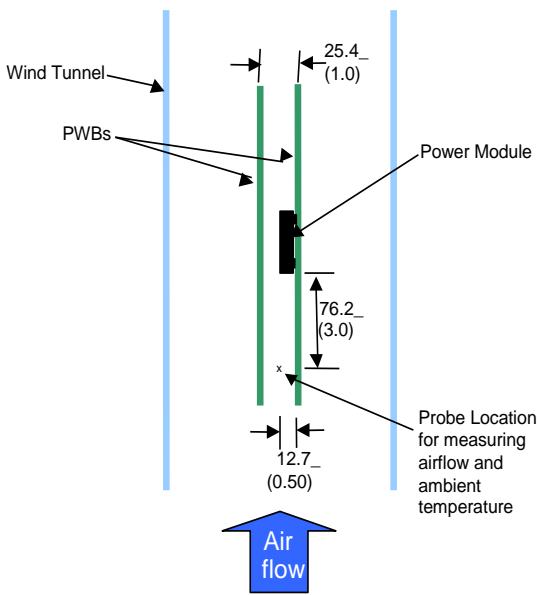 25.4_
(1.0)
Wind Tunnel
PWBs
Power Module
76.2_
(3.0)
x
Probe Location
for measuring
airflow and
ambient
temperature
12.7_
(0.50)
Air
flow